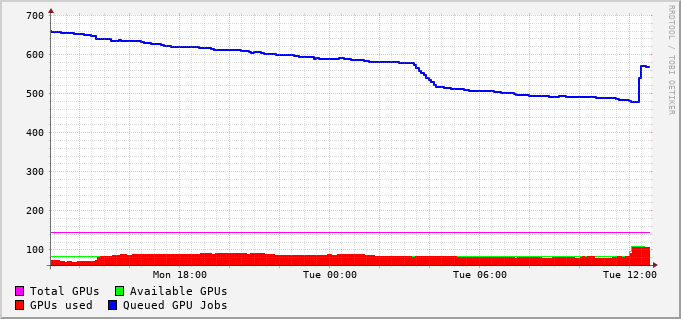 700
600
500
400
300
200
100
Mon 18:00 Tue 00:00 Tue 06:00 Tue 12:00
Total GPUs Available GPUs
GPUs used Queued GPU Jobs
RRDTOOL / TOBI OETIKER